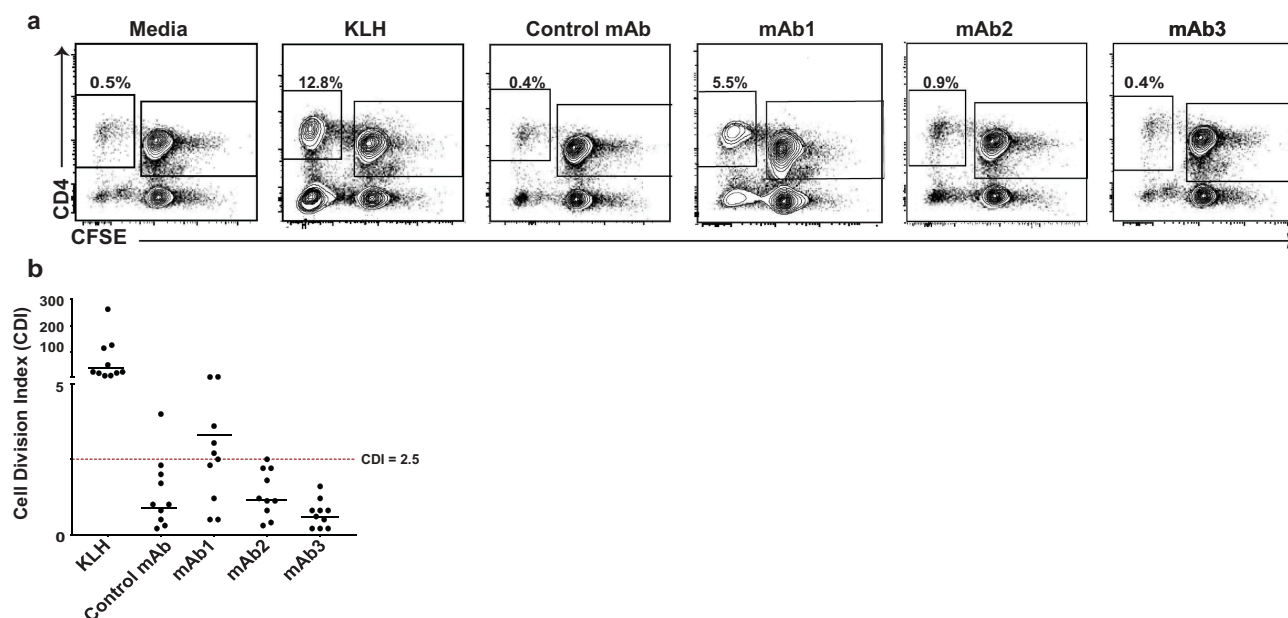 a
Media KLH Control mAb mAb1 mAb2 mAb3
0.5% 12.8% 0.4% 5.5% 0.9% 0.4%
CD4
CFSE
b
Cell Division Index (CDI)
300
200
100
5
CDI = 2.5
0
KLH Control mAb mAb1 mAb2 mAb3